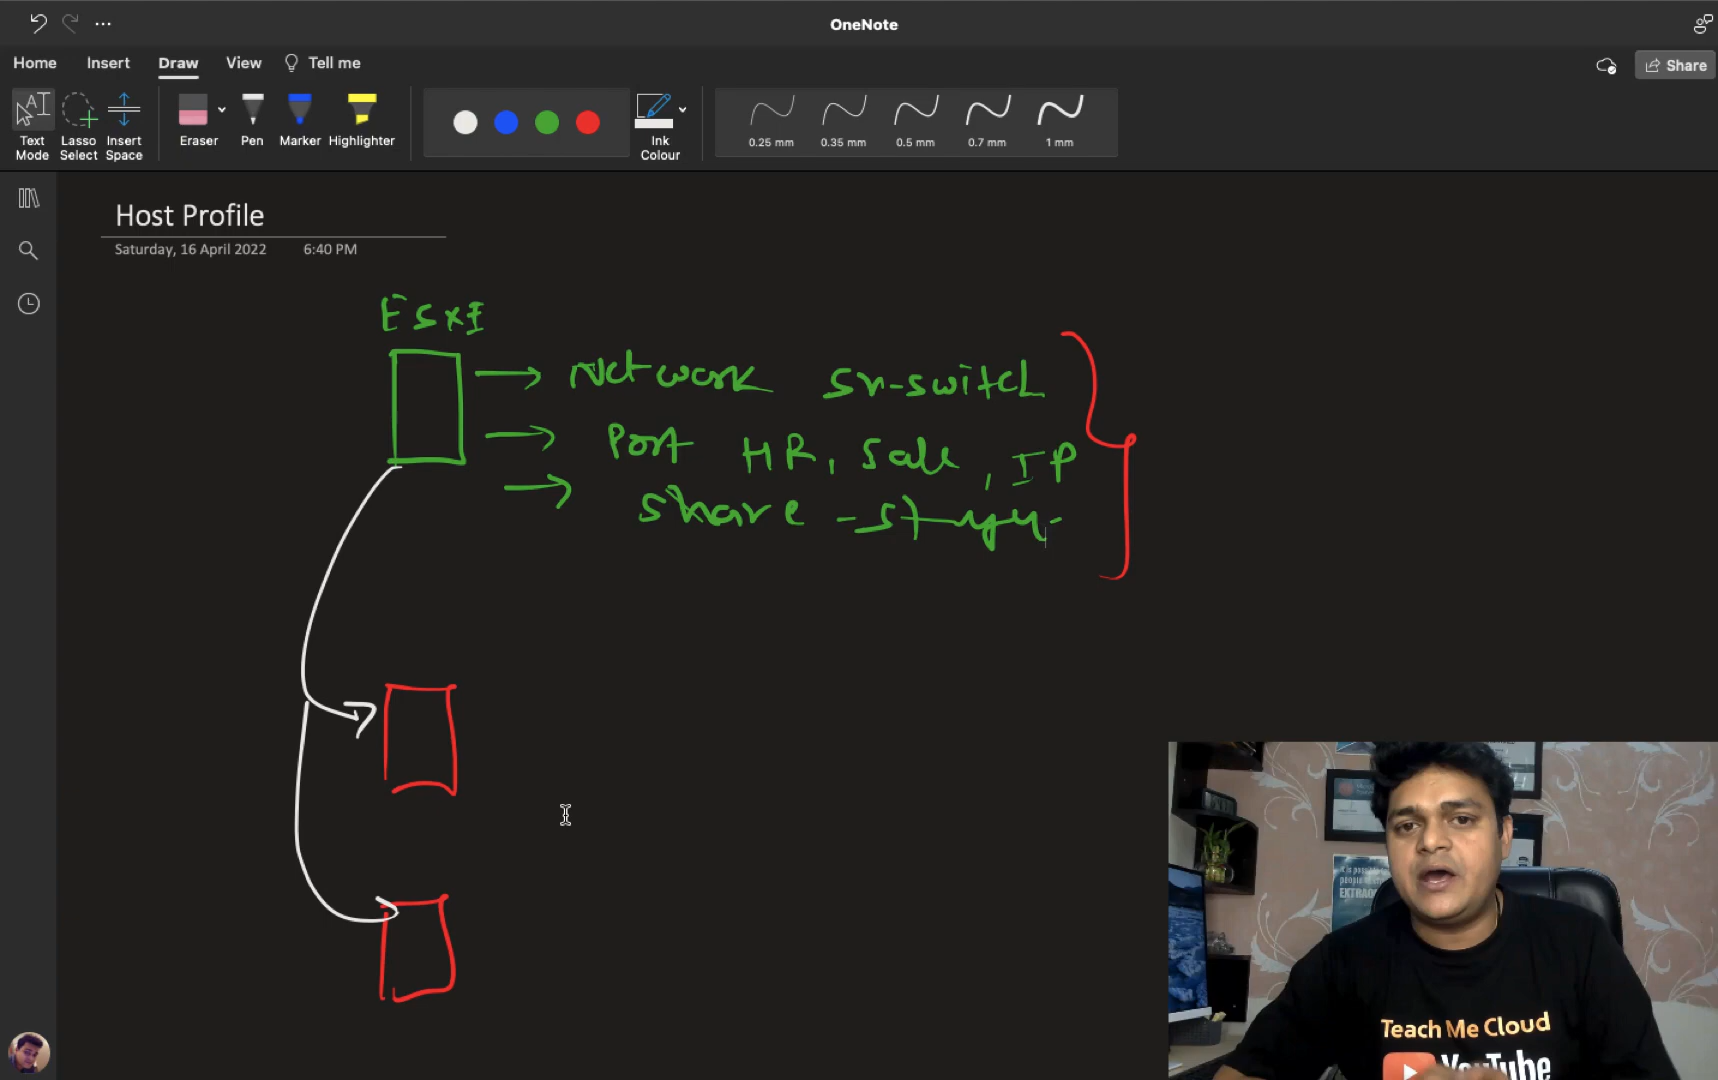 OneNote
Home Insert Draw View Tell me
Share
Text Mode
Lasso Select
Insert Space
Eraser
Pen
Marker
Highlighter
Ink Colour
0.25 mm
0.35 mm
0.5 mm
0.7 mm
1 mm
Host Profile
Saturday, 16 April 2022 6:40 PM
ESXI
Network
Port HR, Sale, IP
Share
EXTRAOR
Teach Me Cloud
YouTube